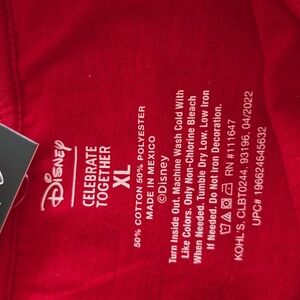 Disney
CELEBRATE
TOGETHER
XL
50% COTTON 50% POLYESTER
MADE IN MEXICO
©Disney
Turn Inside Out. Machine Wash Cold With
Like Colors. Only Non-Chlorine Bleach
When Needed. Tumble Dry Low. Low Iron
If Needed. Do Not Iron Decoration.
RN #111647
KOHL'S, CLB70244, 93196, 04/2022
UPC# 196624645632